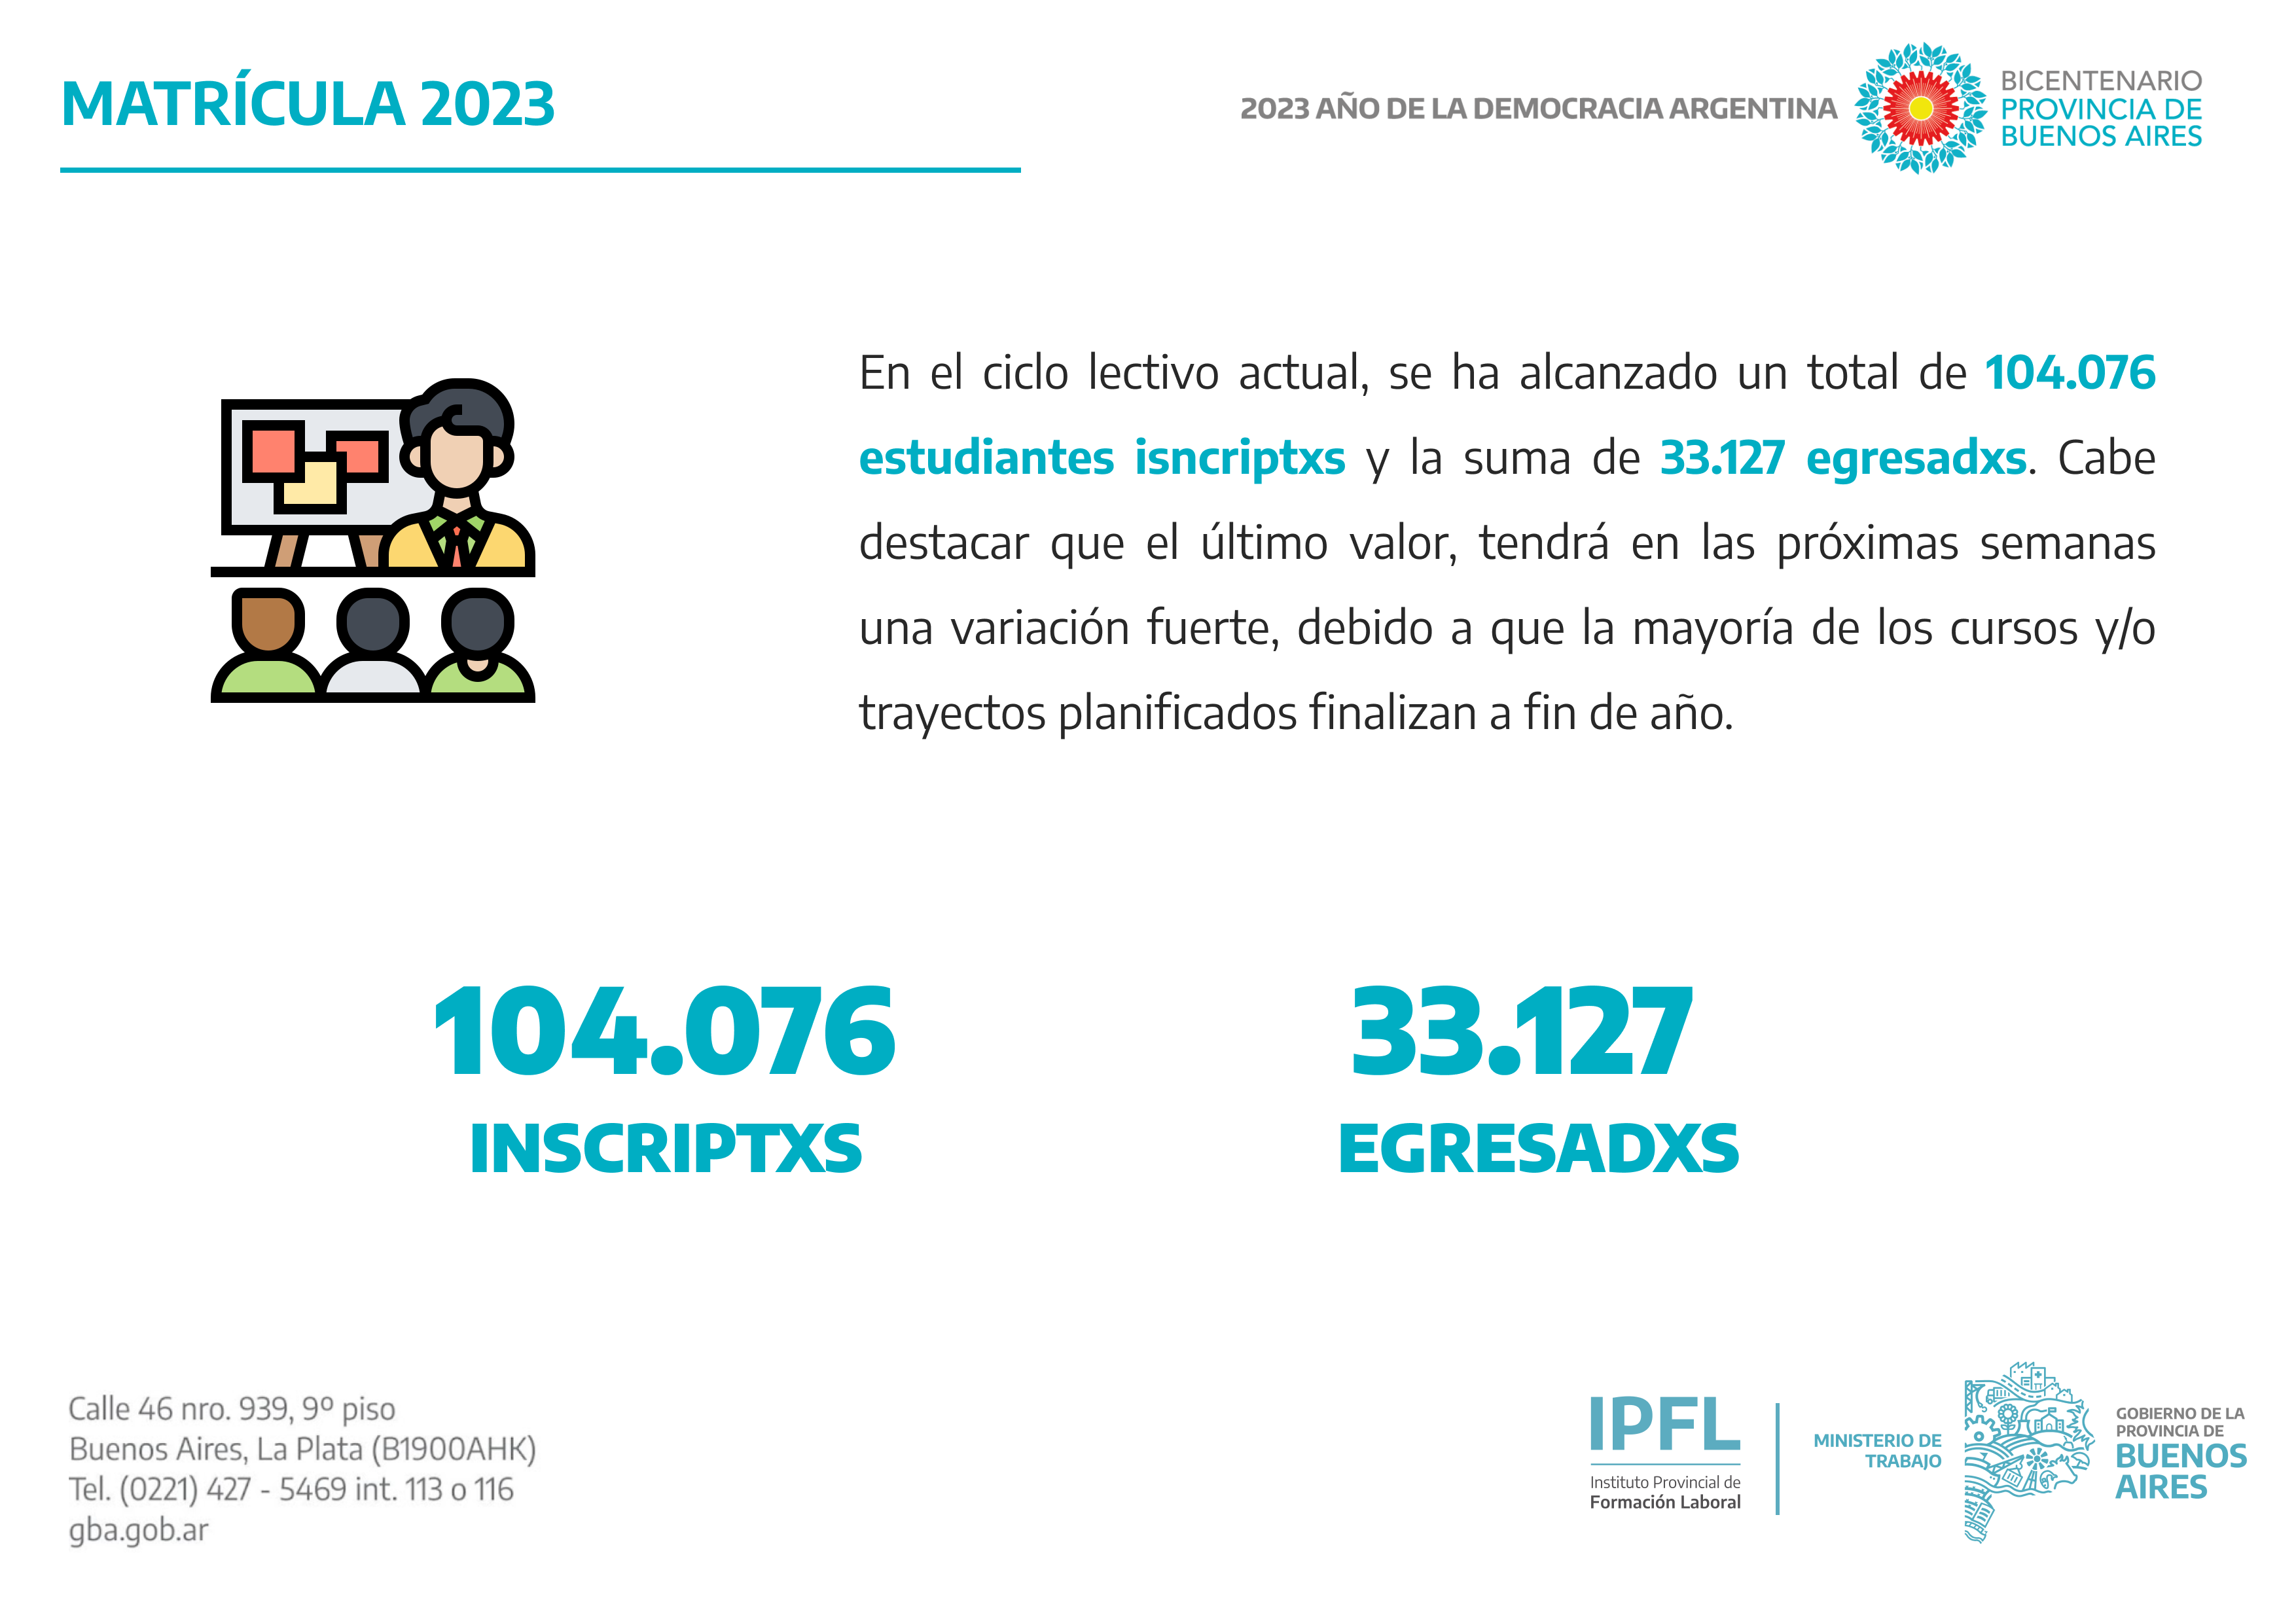 MATRÍCULA 2023
2023 AÑO DE LA DEMOCRACIA ARGENTINA
BICENTENARIO
PROVINCIA DE
BUENOS AIRES
En el ciclo lectivo actual, se ha alcanzado un total de 104.076
estudiantes isncriptxs y la suma de 33.127 egresadxs. Cabe
destacar que el último valor, tendrá en las próximas semanas
una variación fuerte, debido a que la mayoría de los cursos y/o
trayectos planificados finalizan a fin de año.
104.076
INSCRIPTXS
33.127
EGRESADXS
Calle 46 nro. 939, 9º piso
Buenos Aires, La Plata (B1900AHK)
Tel. (0221) 427 - 5469 int. 113 o 116
gba.gob.ar
IPFL
Instituto Provincial de
Formación Laboral
MINISTERIO DE
TRABAJO
GOBIERNO DE LA
PROVINCIA DE
BUENOS
AIRES